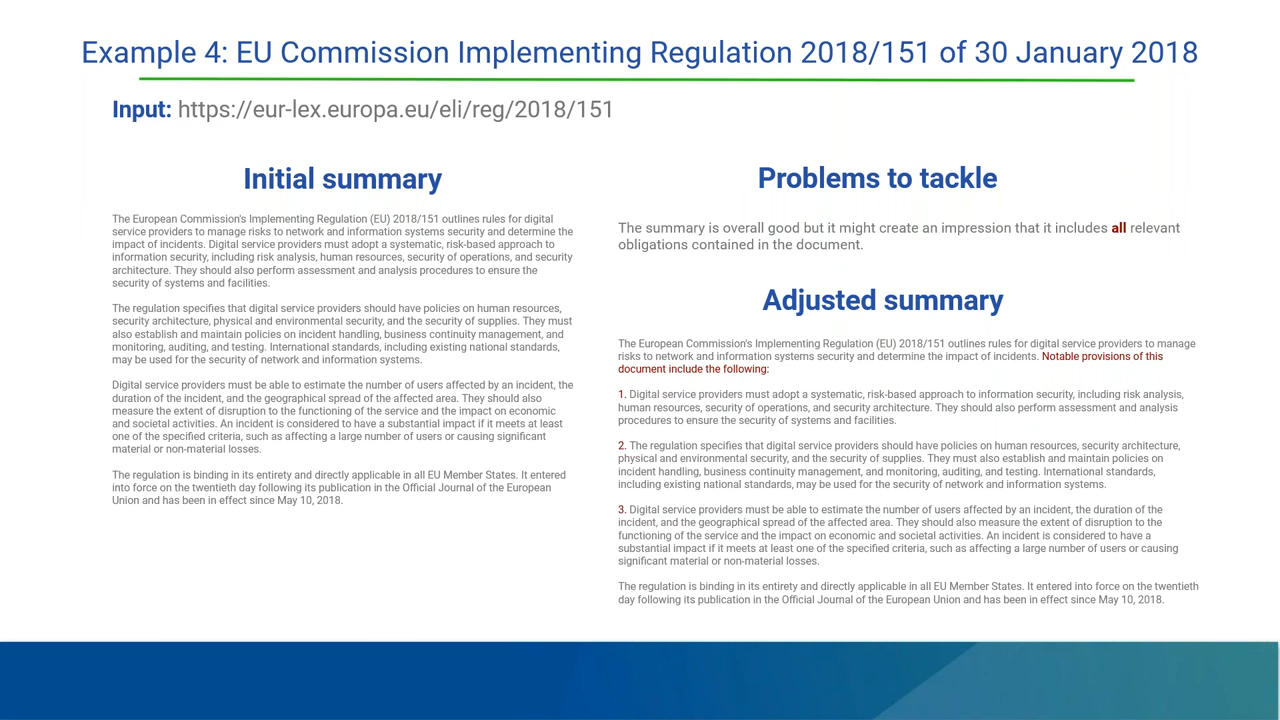 Example 4: EU Commission Implementing Regulation 2018/151 of 30 January 2018
Input: https://eur-lex.europa.eu/eli/reg/2018/151
Initial summary
The European Commission's Implementing Regulation (EU) 2018/151 outlines rules for digital
service providers to manage risks to network and information systems security and determine the
impact of incidents. Digital service providers must adopt a systematic, risk-based approach to
information security, including risk analysis, human resources, security of operations, and security
architecture. They should also perform assessment and analysis procedures to ensure the
security of systems and facilities.
The regulation specifies that digital service providers should have policies on human resources,
security architecture, physical and environmental security, and the security of supplies. They must
also establish and maintain policies on incident handling, business continuity management, and
monitoring, auditing, and testing. International standards, including existing national standards,
may be used for the security of network and information systems.
Digital service providers must be able to estimate the number of users affected by an incident, the
duration of the incident, and the geographical spread of the affected area. They should also
measure the extent of disruption to the functioning of the service and the impact on economic
and societal activities. An incident is considered to have a substantial impact if it meets at least
one of the specified criteria, such as affecting a large number of users or causing significant
material or non-material losses.
The regulation is binding in its entirety and directly applicable in all EU Member States. It entered
into force on the twentieth day following its publication in the Official Journal of the European
Union and has been in effect since May 10, 2018.
Problems to tackle
The summary is overall good but it might create an impression that it includes all relevant
obligations contained in the document.
Adjusted summary
The European Commission's Implementing Regulation (EU) 2018/151 outlines rules for digital service providers to manage
risks to network and information systems security and determine the impact of incidents. Notable provisions of this
document include the following:
1. Digital service providers must adopt a systematic, risk-based approach to information security, including risk analysis,
human resources, security of operations, and security architecture. They should also perform assessment and analysis
procedures to ensure the security of systems and facilities.
2. The regulation specifies that digital service providers should have policies on human resources, security architecture,
physical and environmental security, and the security of supplies. They must also establish and maintain policies on
incident handling, business continuity management, and monitoring, auditing, and testing. International standards,
including existing national standards, may be used for the security of network and information systems.
3. Digital service providers must be able to estimate the number of users affected by an incident, the duration of the
incident, and the geographical spread of the affected area. They should also measure the extent of disruption to the
functioning of the service and the impact on economic and societal activities. An incident is considered to have a
substantial impact if it meets at least one of the specified criteria, such as affecting a large number of users or causing
significant material or non-material losses.
The regulation is binding in its entirety and directly applicable in all EU Member States. It entered into force on the twentieth
day following its publication in the Official Journal of the European Union and has been in effect since May 10, 2018.